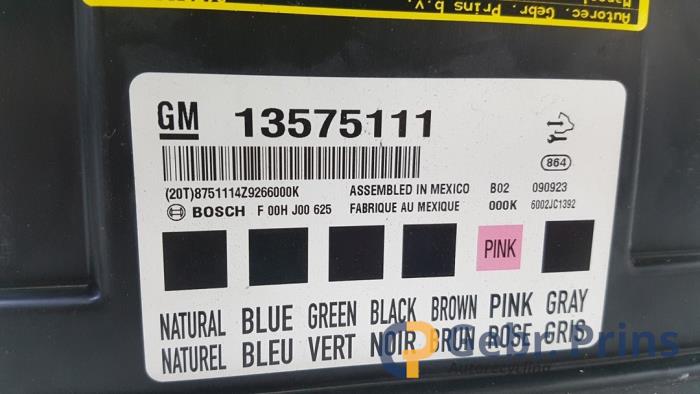 Autorec. Gebr. Prins b.v.
GM 13575111
864
(20T)8751114Z9266000K ASSEMBLED IN MEXICO B02 090923
BOSCH F 00H J00 625 FABRIQUE AU MEXIQUE 000K 6002JC1392
PINK
NATURAL BLUE GREEN BLACK BROWN PINK GRAY
NATUREL BLEU VERT NOIR BRUN ROSE GRIS
Gebr. Prins
Autorecycling